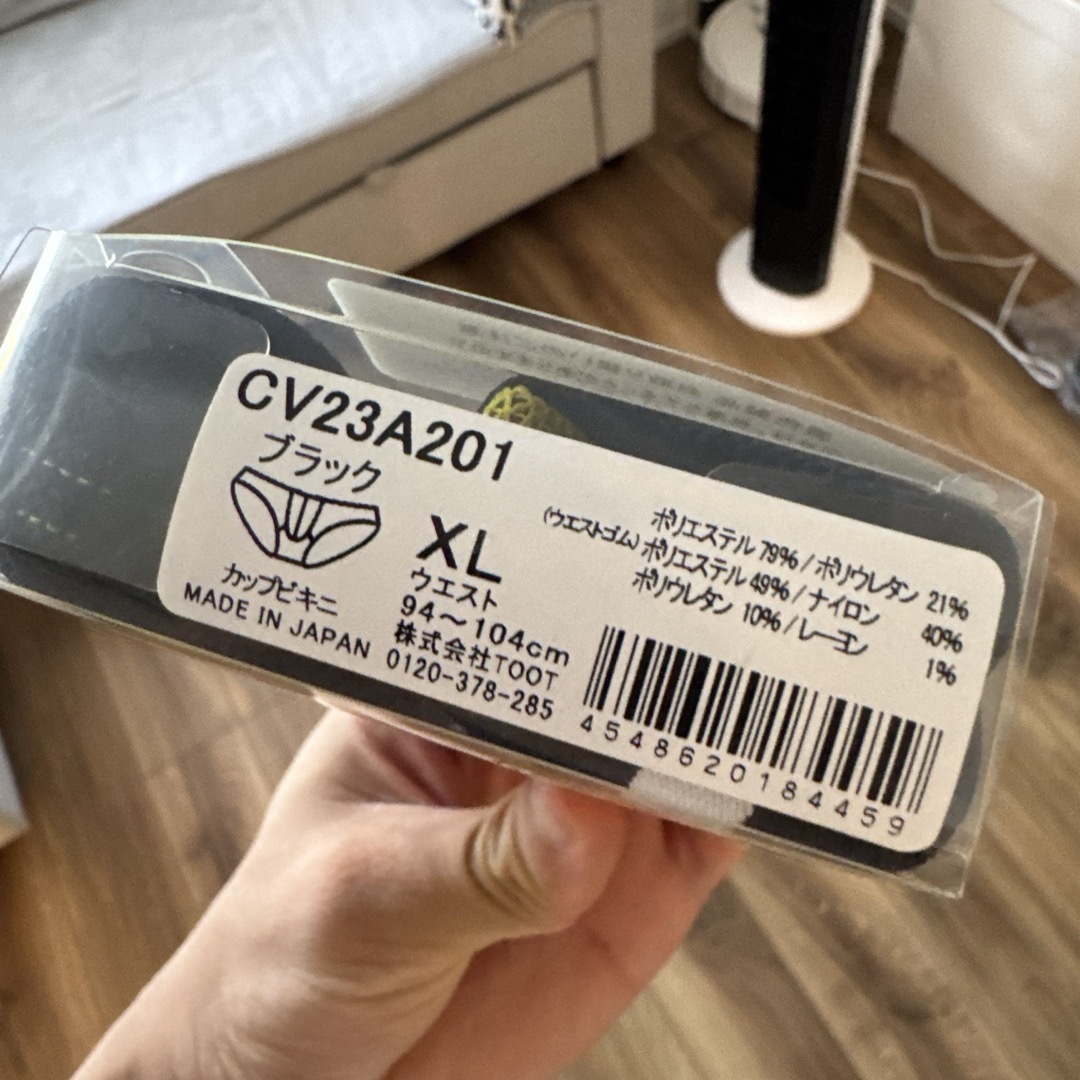 CV23A201
ブラック
XL
カップビキニ
MADE IN JAPAN
ウエスト
94～104cm
株式会社TOOT
0120-378-285
ポリエステル 79% / ポリウレタン 21%
(ウエストゴム) ポリエステル 49% / ナイロン 40%
ポリウレタン 10% / レーヨン 1%
4548620184459